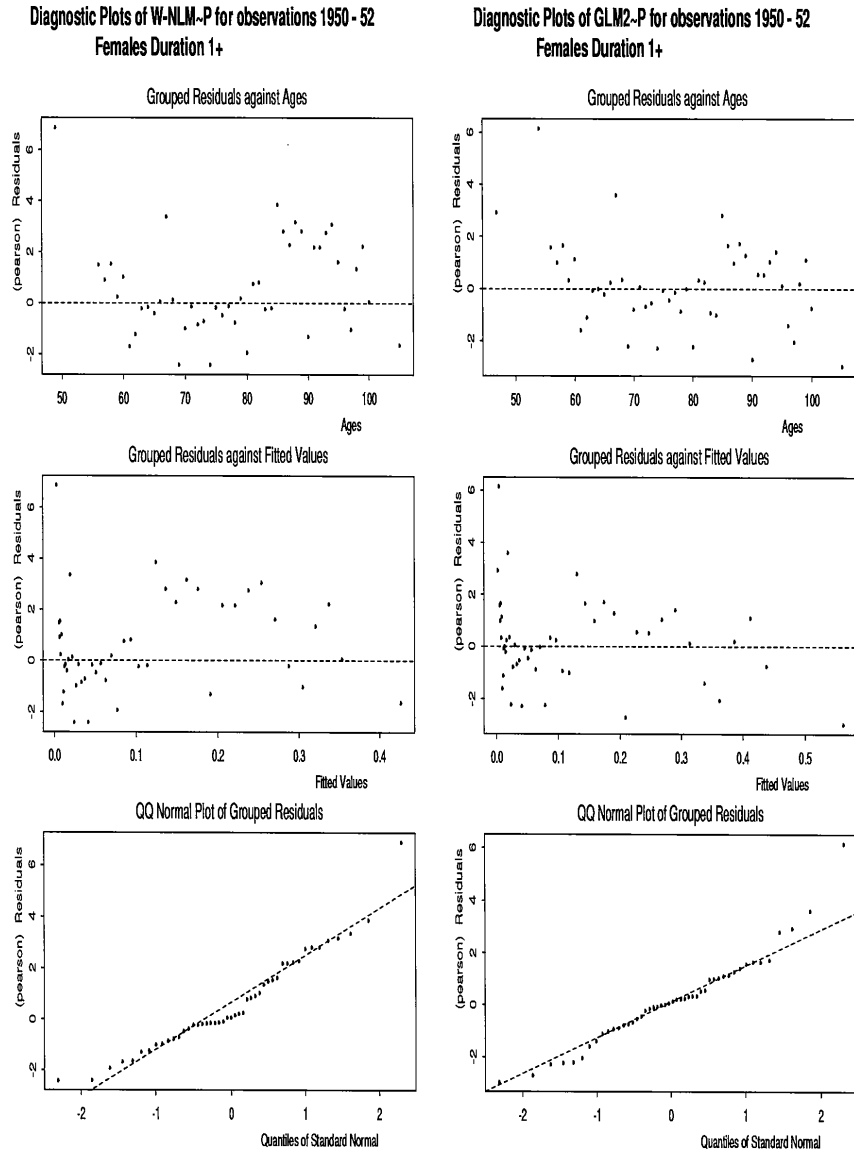 Diagnostic Plots of W-NLM~P for observations 1950 - 52
Females Duration 1+
Grouped Residuals against Ages
(pearson) Residuals
-2 0 2 4 6
50 60 70 80 90 100
Ages
Grouped Residuals against Fitted Values
(pearson) Residuals
-2 0 2 4 6
0.0 0.1 0.2 0.3 0.4
Fitted Values
QQ Normal Plot of Grouped Residuals
(pearson) Residuals
-2 0 2 4 6
-2 -1 0 1 2
Quantiles of Standard Normal
Diagnostic Plots of GLM2~P for observations 1950 - 52
Females Duration 1+
Grouped Residuals against Ages
(pearson) Residuals
-2 0 2 4 6
50 60 70 80 90 100
Ages
Grouped Residuals against Fitted Values
(pearson) Residuals
-2 0 2 4 6
0.0 0.1 0.2 0.3 0.4 0.5
Fitted Values
QQ Normal Plot of Grouped Residuals
(pearson) Residuals
-2 0 2 4 6
-2 -1 0 1 2
Quantiles of Standard Normal